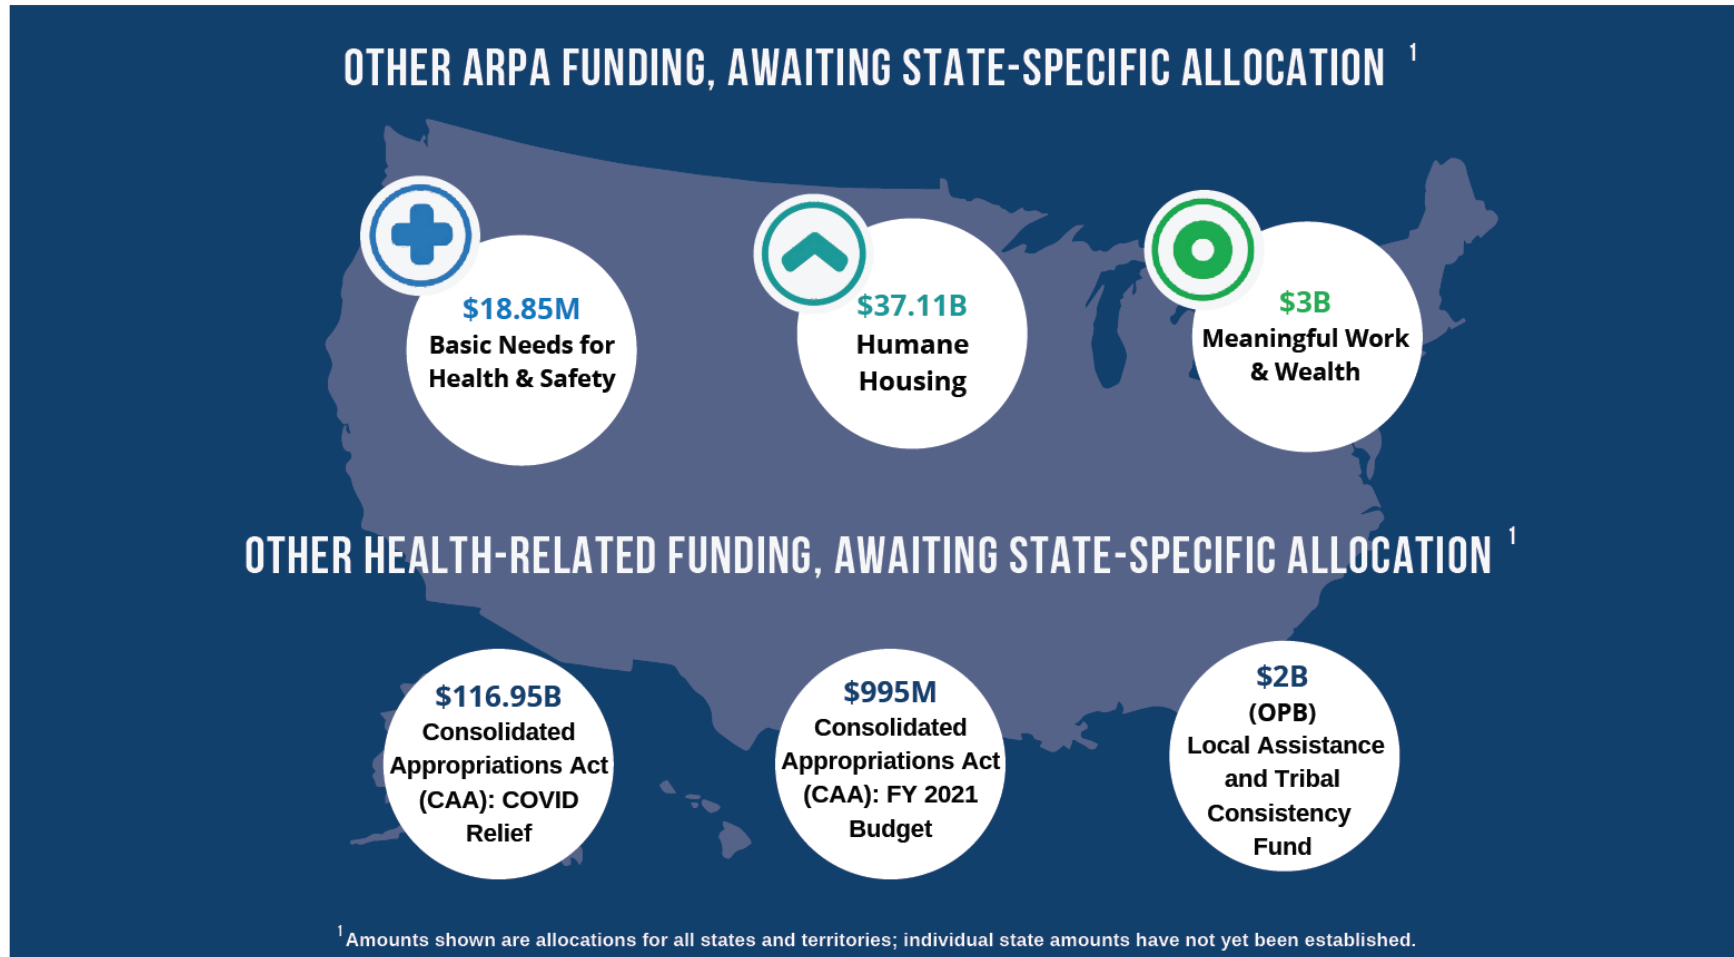 OTHER ARPA FUNDING, AWAITING STATE-SPECIFIC ALLOCATION 1
$18.85M
Basic Needs for
Health & Safety
$37.11B
Humane
Housing
$3B
Meaningful Work
& Wealth
OTHER HEALTH-RELATED FUNDING, AWAITING STATE-SPECIFIC ALLOCATION 1
$116.95B
Consolidated
Appropriations Act
(CAA): COVID
Relief
$995M
Consolidated
Appropriations Act
(CAA): FY 2021
Budget
$2B
(OPB)
Local Assistance
and Tribal
Consistency
Fund
1 Amounts shown are allocations for all states and territories; individual state amounts have not yet been established.